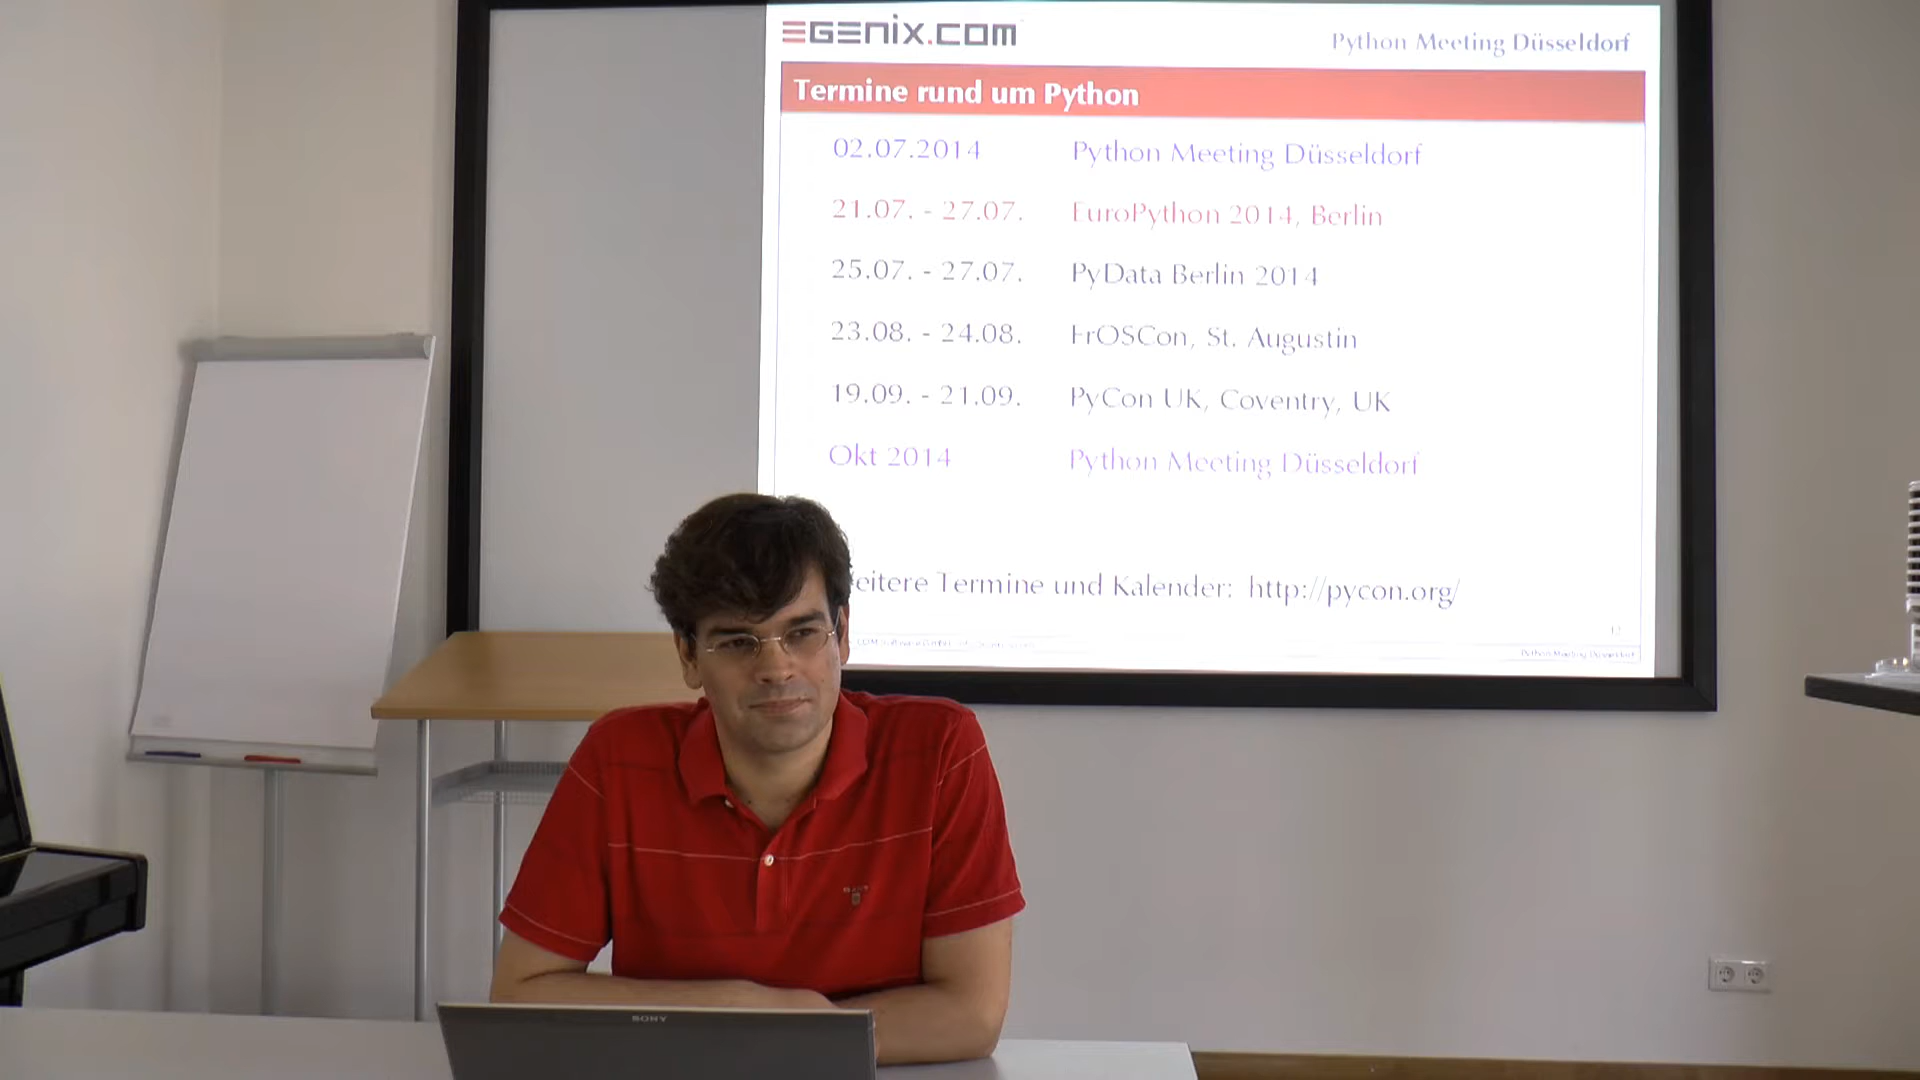 EGENIX.COM
Python Meeting Düsseldorf
Termine rund um Python
02.07.2014 Python Meeting Düsseldorf
21.07. - 27.07. EuroPython 2014, Berlin
25.07. - 27.07. PyData Berlin 2014
23.08. - 24.08. FrOSCon, St. Augustin
19.09. - 21.09. PyCon UK, Coventry, UK
Okt 2014 Python Meeting Düsseldorf
eitere Termine und Kalender: http://pycon.org/
Python Meeting Düsseldorf
SONY